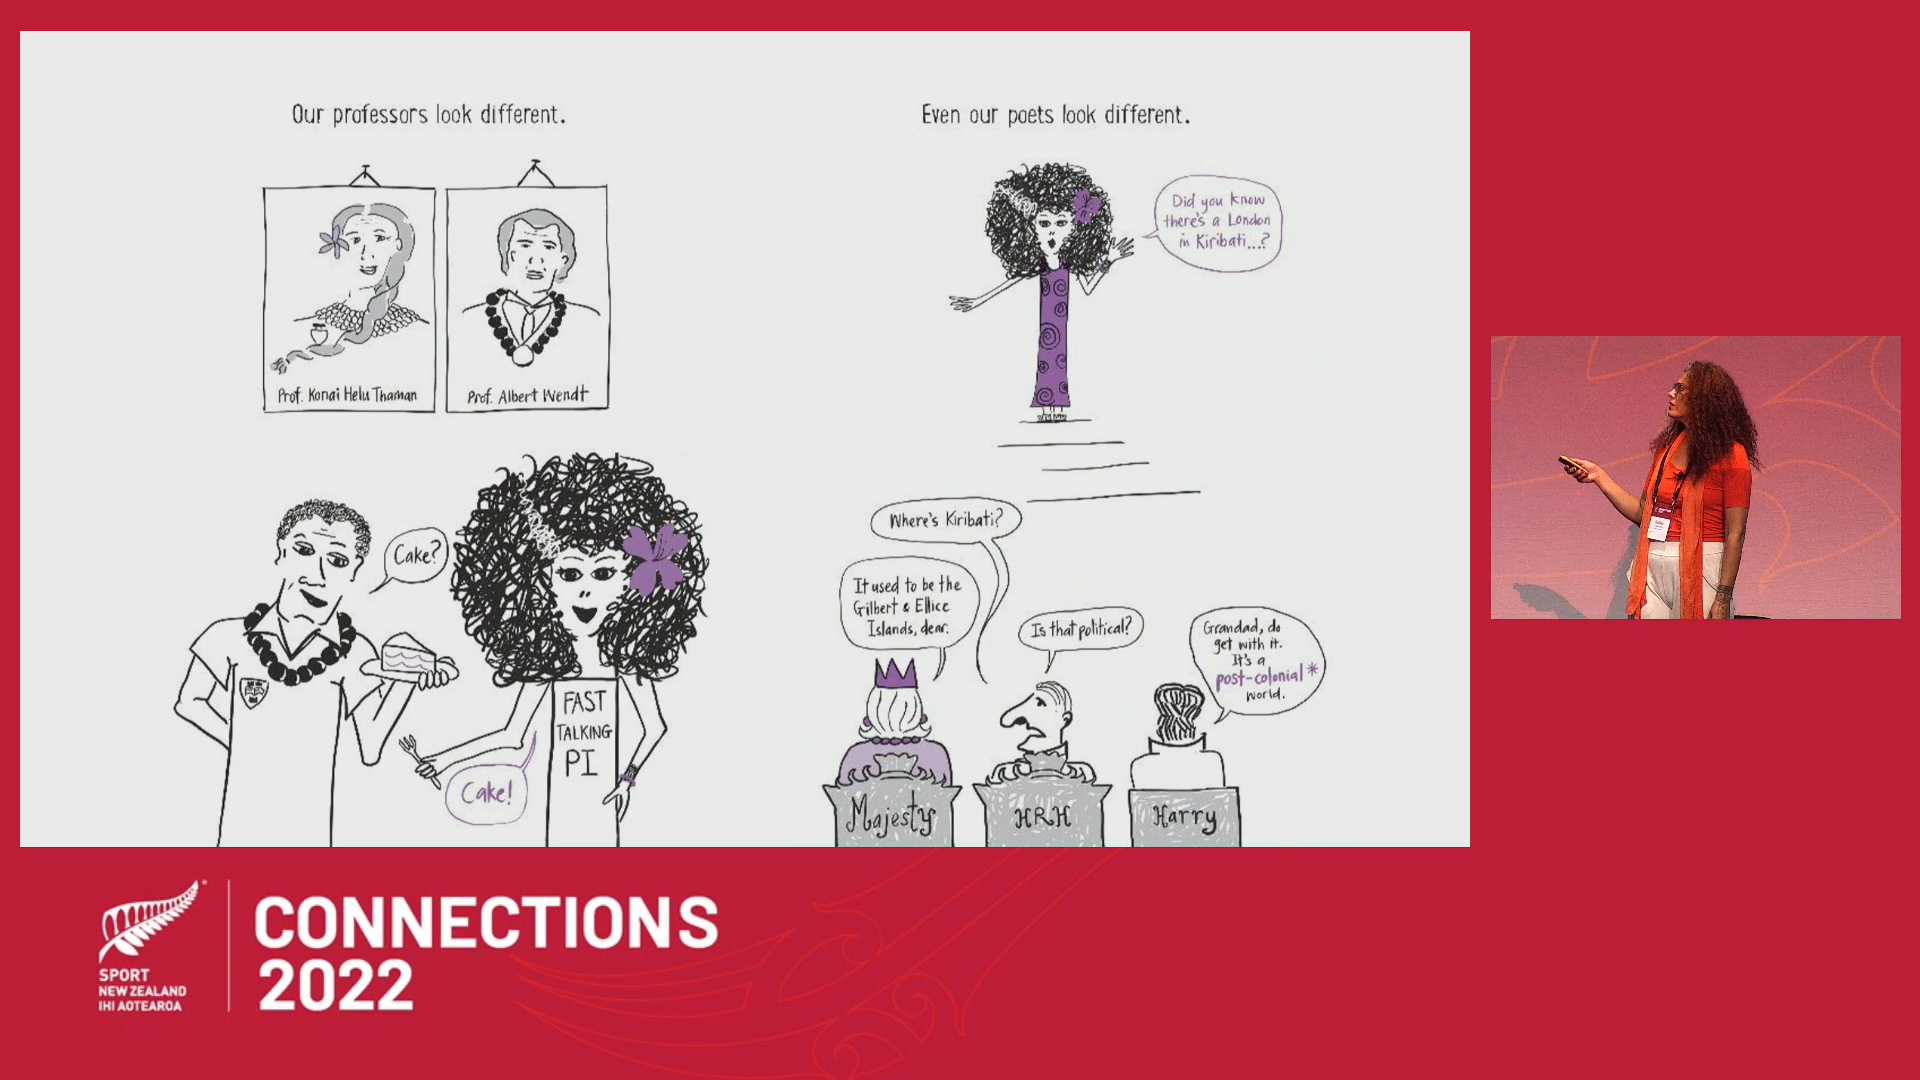 Our professors look different.
Prof. Konai Helu Thaman
Prof. Albert Wendt
Cake?
FAST
TALKING
PI
Cake!
Even our poets look different.
Did you know
there's a London
in Kiribati...?
Where's Kiribati?
It used to be the
Gilbert & Ellice
Islands, dear.
Is that political?
Grandad, do
get with it.
It's a
post-colonial*
world.
Majesty
HRH
Harry
SPORT
NEW ZEALAND
IHI AOTEAROA
CONNECTIONS
2022